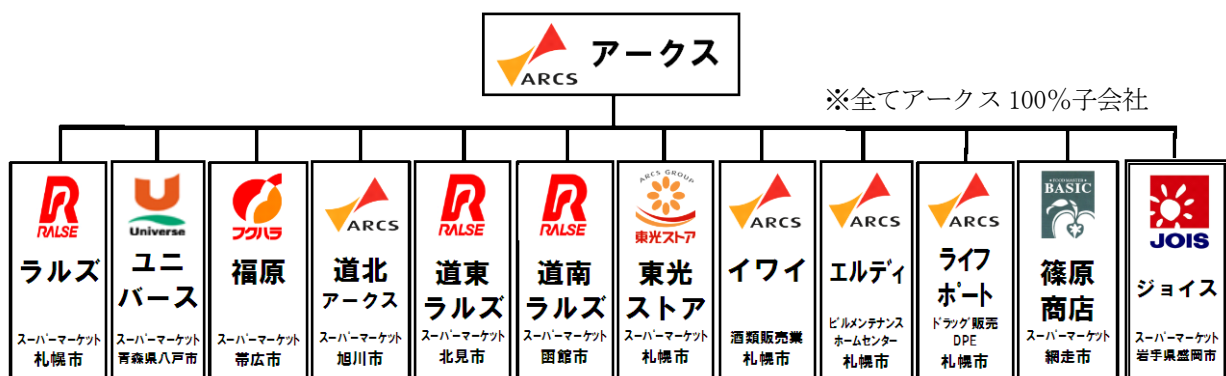 ARCS
アークス
※全てアークス 100%子会社
RALSE
ラルズ
スーパーマーケット
札幌市
Universe
ユニ
バース
スーパーマーケット
青森県八戸市
フクハラ
福原
スーパーマーケット
帯広市
ARCS
道北
アークス
スーパーマーケット
旭川市
RALSE
道東
ラルズ
スーパーマーケット
北見市
RALSE
道南
ラルズ
スーパーマーケット
函館市
ARCS GROUP
東光ストア
東光
ストア
スーパーマーケット
札幌市
ARCS
イワイ
酒類販売業
札幌市
ARCS
エルディ
ビルメンテナンス
ホームセンター
札幌市
ARCS
ライフ
ポート
ドラッグ販売
DPE
札幌市
FOODMASTER
BASIC
篠原
商店
スーパーマーケット
網走市
JOIS
ジョイス
スーパーマーケット
岩手県盛岡市